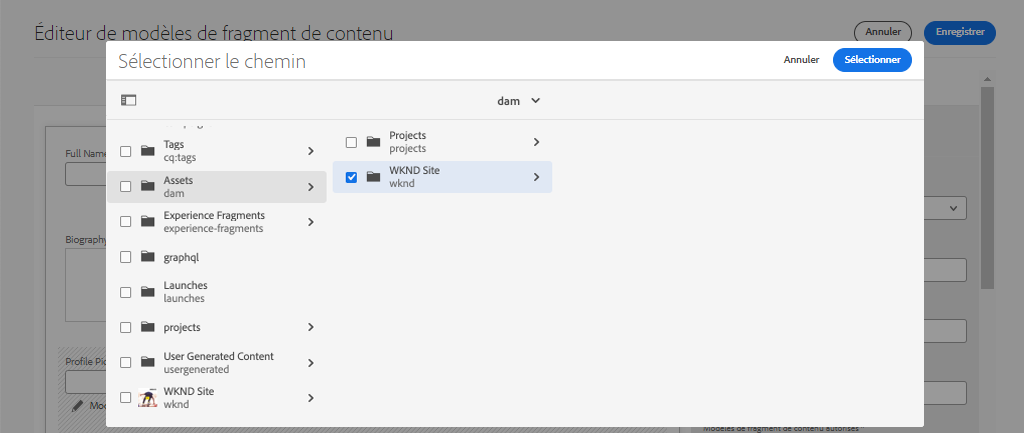 Éditeur de modèles de fragment de contenu
Annuler
Enregistrer
Sélectionner le chemin
Annuler
Sélectionner
dam
Full Name
Biography
Profile Pic
Tags
cq:tags
Assets
dam
Experience Fragments
experience-fragments
graphql
Launches
launches
projects
User Generated Content
usergenerated
WKND Site
wknd
Projects
projects
WKND Site
wknd
Modèles de fragment de contenu autorisés